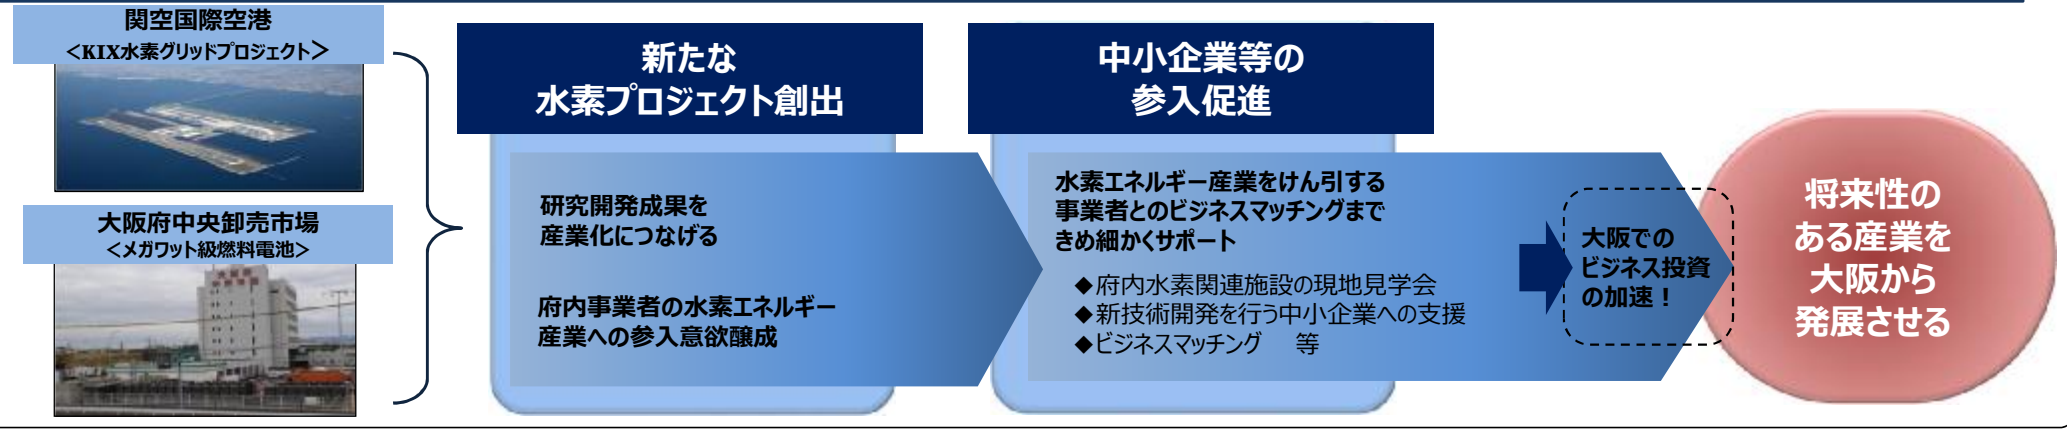 関空国際空港
<KIX水素グリッドプロジェクト>
大阪府中央卸売市場
<メガワット級燃料電池>
新たな
水素プロジェクト創出
研究開発成果を
産業化につなげる
府内事業者の水素エネルギー
産業への参入意欲醸成
中小企業等の
参入促進
水素エネルギー産業をけん引する
事業者とのビジネスマッチングまで
きめ細かくサポート
◆府内水素関連施設の現地見学会
◆新技術開発を行う中小企業への支援
◆ビジネスマッチング　等
大阪での
ビジネス投資
の加速！
将来性の
ある産業を
大阪から
発展させる